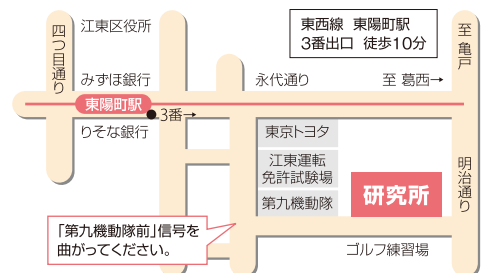 東西線 東陽町駅
3番出口 徒歩10分
四つ目通り
江東区役所
みずほ銀行
永代通り
至 葛西→
至 亀戸
東陽町駅
3番→
りそな銀行
東京トヨタ
江東運転
免許試験場
第九機動隊
研究所
明治通り
「第九機動隊前」信号を
曲がってください。
ゴルフ練習場